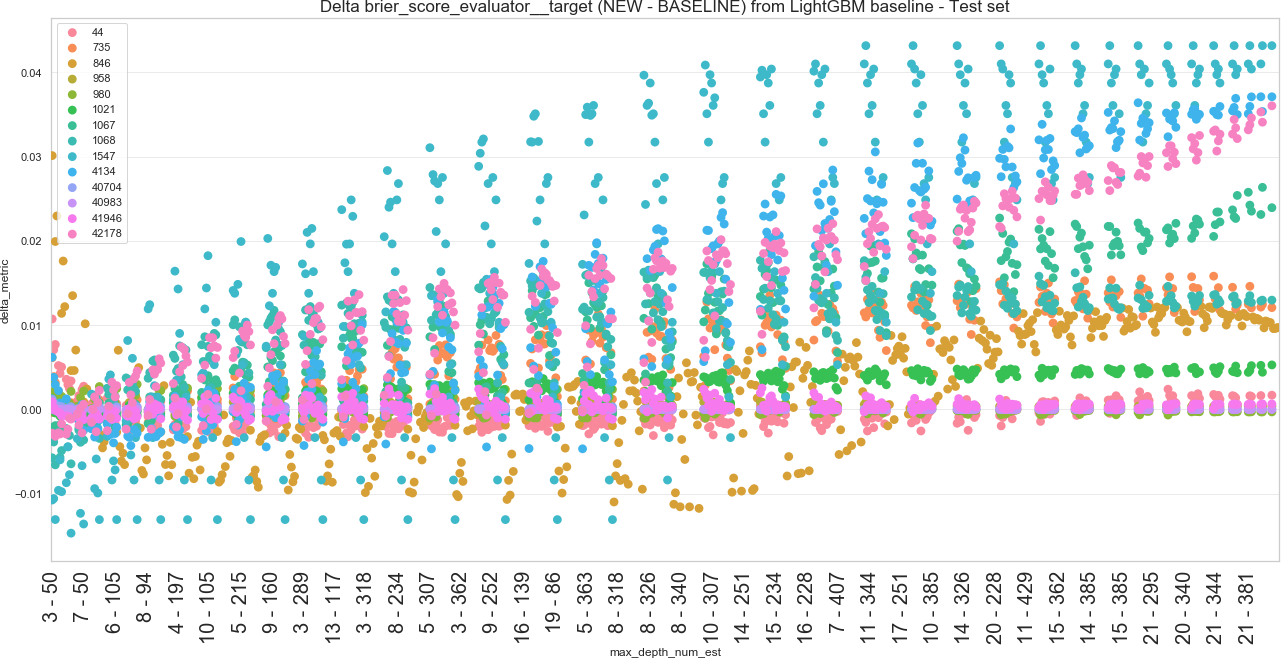 Delta brier_score_evaluator__target (NEW - BASELINE) from LightGBM baseline - Test set
44
735
846
958
980
1021
1067
1068
1547
4134
40704
40983
41946
42178
delta_metric
0.04
0.03
0.02
0.01
0.00
−0.01
3 - 50
7 - 50
6 - 105
8 - 94
4 - 197
10 - 105
5 - 215
9 - 160
3 - 289
13 - 117
3 - 318
8 - 234
5 - 307
3 - 362
9 - 252
16 - 139
19 - 86
5 - 363
8 - 318
8 - 326
8 - 340
10 - 307
14 - 251
15 - 234
16 - 228
7 - 407
11 - 344
17 - 251
10 - 385
14 - 326
20 - 228
11 - 429
15 - 362
14 - 385
15 - 385
21 - 295
20 - 340
21 - 344
21 - 381
max_depth_num_est